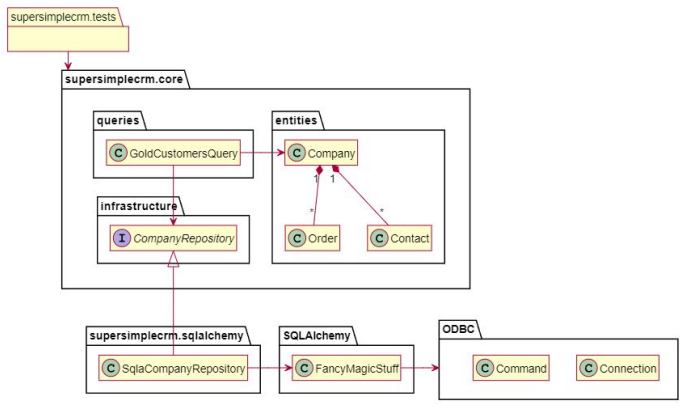 supersimplecrm.tests
supersimplecrm.core
queries
entities
C GoldCustomersQuery
C Company
1
1
infrastructure
*
*
I CompanyRepository
C Order
C Contact
supersimplecrm.sqlalchemy
SQLAlchemy
ODBC
C SqlaCompanyRepository
C FancyMagicStuff
C Command
C Connection